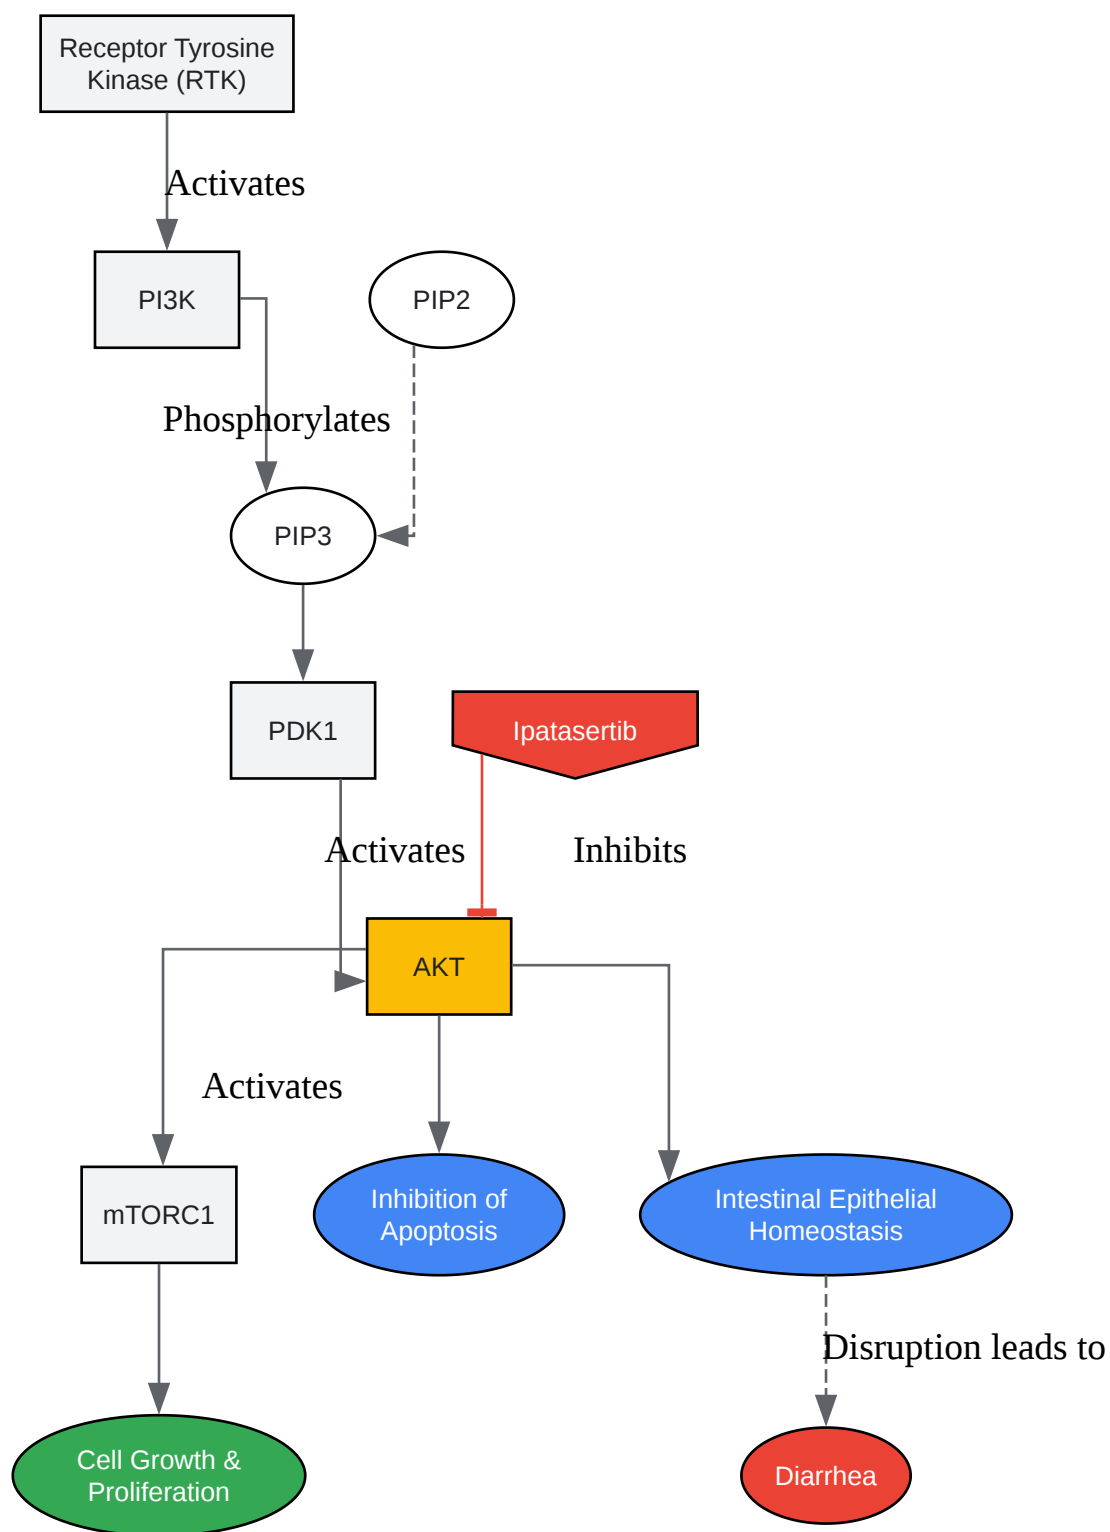 Receptor Tyrosine
Kinase (RTK)
Activates
PI3K
PIP2
Phosphorylates
PIP3
PDK1
Ipatasertib
Activates
Inhibits
AKT
Activates
mTORC1
Inhibition of
Apoptosis
Intestinal Epithelial
Homeostasis
Disruption leads to
Cell Growth &
Proliferation
Diarrhea